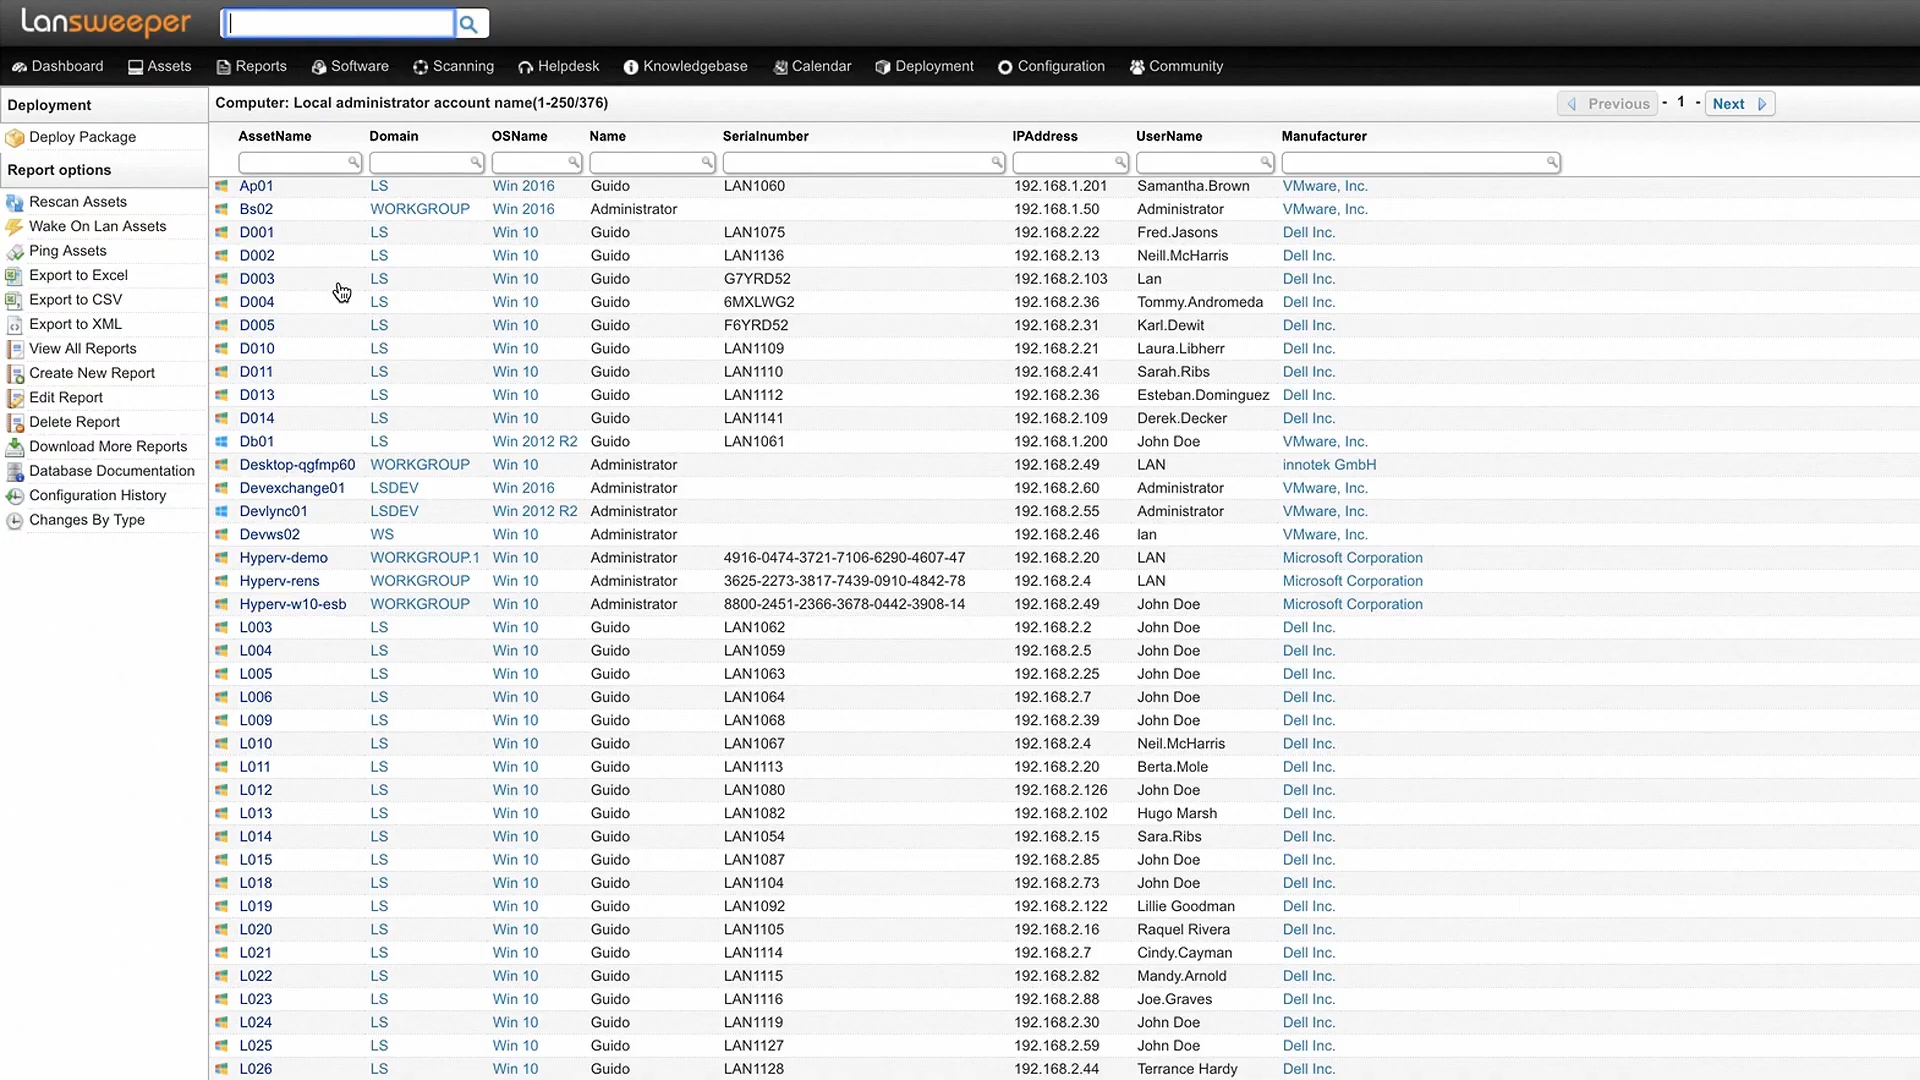 Lansweeper
Dashboard Assets Reports Software Scanning Helpdesk Knowledgebase Calendar Deployment Configuration Community
Deployment
Deploy Package
Report options
Rescan Assets
Wake On Lan Assets
Ping Assets
Export to Excel
Export to CSV
Export to XML
View All Reports
Create New Report
Edit Report
Delete Report
Download More Reports
Database Documentation
Configuration History
Changes By Type
Computer: Local administrator account name(1-250/376)
Previous - 1 - Next
AssetName Domain OSName Name Serialnumber IPAddress UserName Manufacturer
Ap01 LS Win 2016 Guido LAN1060 192.168.1.201 Samantha.Brown VMware, Inc.
Bs02 WORKGROUP Win 2016 Administrator 192.168.1.50 Administrator VMware, Inc.
D001 LS Win 10 Guido LAN1075 192.168.2.22 Fred.Jasons Dell Inc.
D002 LS Win 10 Guido LAN1136 192.168.2.13 Neill.McHarris Dell Inc.
D003 LS Win 10 Guido G7YRD52 192.168.2.103 Lan Dell Inc.
D004 LS Win 10 Guido 6MXLWG2 192.168.2.36 Tommy.Andromeda Dell Inc.
D005 LS Win 10 Guido F6YRD52 192.168.2.31 Karl.Dewit Dell Inc.
D010 LS Win 10 Guido LAN1109 192.168.2.21 Laura.Libherr Dell Inc.
D011 LS Win 10 Guido LAN1110 192.168.2.41 Sarah.Ribs Dell Inc.
D013 LS Win 10 Guido LAN1112 192.168.2.36 Esteban.Dominguez Dell Inc.
D014 LS Win 10 Guido LAN1141 192.168.2.109 Derek.Decker Dell Inc.
Db01 LS Win 2012 R2 Guido LAN1061 192.168.1.200 John Doe VMware, Inc.
Desktop-qgfmp60 WORKGROUP Win 10 Administrator 192.168.2.49 LAN innotek GmbH
Devexchange01 LSDEV Win 2016 Administrator 192.168.2.60 Administrator VMware, Inc.
Devlync01 LSDEV Win 2012 R2 Administrator 192.168.2.55 Administrator VMware, Inc.
Devws02 WS Win 10 Administrator 192.168.2.46 lan VMware, Inc.
Hyperv-demo WORKGROUP.1 Win 10 Administrator 4916-0474-3721-7106-6290-4607-47 192.168.2.20 LAN Microsoft Corporation
Hyperv-rens WORKGROUP Win 10 Administrator 3625-2273-3817-7439-0910-4842-78 192.168.2.4 LAN Microsoft Corporation
Hyperv-w10-esb WORKGROUP Win 10 Administrator 8800-2451-2366-3678-0442-3908-14 192.168.2.49 John Doe Microsoft Corporation
L003 LS Win 10 Guido LAN1062 192.168.2.2 John Doe Dell Inc.
L004 LS Win 10 Guido LAN1059 192.168.2.5 John Doe Dell Inc.
L005 LS Win 10 Guido LAN1063 192.168.2.25 John Doe Dell Inc.
L006 LS Win 10 Guido LAN1064 192.168.2.7 John Doe Dell Inc.
L009 LS Win 10 Guido LAN1068 192.168.2.39 John Doe Dell Inc.
L010 LS Win 10 Guido LAN1067 192.168.2.4 Neil.McHarris Dell Inc.
L011 LS Win 10 Guido LAN1113 192.168.2.20 Berta.Mole Dell Inc.
L012 LS Win 10 Guido LAN1080 192.168.2.126 John Doe Dell Inc.
L013 LS Win 10 Guido LAN1082 192.168.2.102 Hugo Marsh Dell Inc.
L014 LS Win 10 Guido LAN1054 192.168.2.15 Sara.Ribs Dell Inc.
L015 LS Win 10 Guido LAN1087 192.168.2.85 John Doe Dell Inc.
L018 LS Win 10 Guido LAN1104 192.168.2.73 John Doe Dell Inc.
L019 LS Win 10 Guido LAN1092 192.168.2.122 Lillie Goodman Dell Inc.
L020 LS Win 10 Guido LAN1105 192.168.2.16 Raquel Rivera Dell Inc.
L021 LS Win 10 Guido LAN1114 192.168.2.7 Cindy.Cayman Dell Inc.
L022 LS Win 10 Guido LAN1115 192.168.2.82 Mandy.Arnold Dell Inc.
L023 LS Win 10 Guido LAN1116 192.168.2.88 Joe.Graves Dell Inc.
L024 LS Win 10 Guido LAN1119 192.168.2.30 John Doe Dell Inc.
L025 LS Win 10 Guido LAN1127 192.168.2.59 John Doe Dell Inc.
L026 LS Win 10 Guido LAN1128 192.168.2.44 Terrance Hardy Dell Inc.